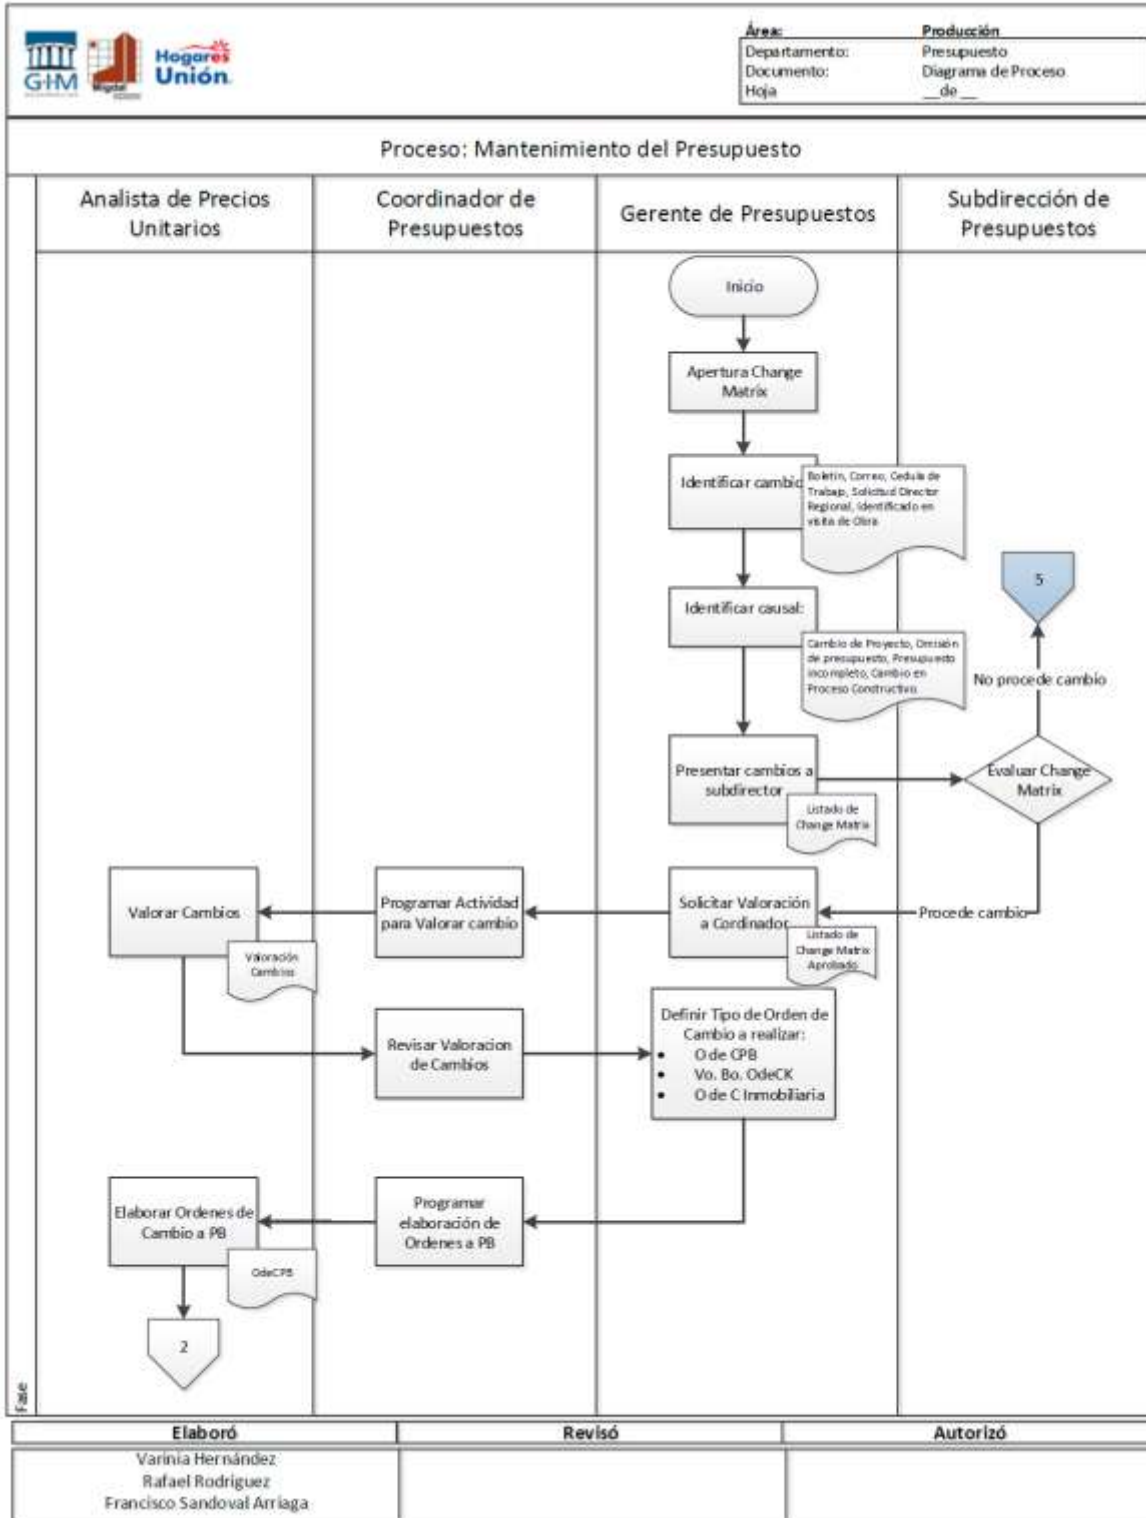 GIM
Migdal
Hogares
Unión
Área: Producción
Departamento: Presupuesto
Documento: Diagrama de Proceso
Hoja __de __
Proceso: Mantenimiento del Presupuesto
Analista de Precios
Unitarios
Coordinador de
Presupuestos
Gerente de Presupuestos
Subdirección de
Presupuestos
Inicio
Apertura Change
Matrix
Identificar cambio
Boletín, Correo, Cedula de
Trabajo, Solicitud Director
Regional, Identificado en
visita de Obra
5
Identificar causal:
Cambio de Proyecto, Omisión
de presupuesto, Presupuesto
incompleto, Cambio en
Proceso Constructivo.
No procede cambio
Presentar cambios a
subdirector
Listado de
Change Matrix
Evaluar Change
Matrix
Valorar Cambios
Valoración
Cambios
Programar Actividad
para Valorar cambio
Solicitar Valoración
a Cordinador
Listado de
Change Matrix
Aprobado
Procede cambio
Revisar Valoracion
de Cambios
Definir Tipo de Orden de
Cambio a realizar:
• O de CPB
• Vo. Bo. OdeCK
• O de C Inmobiliaria
Elaborar Ordenes de
Cambio a PB
OdeCPB
Programar
elaboración de
Ordenes a PB
2
Fase
Elaboró Revisó Autorizó
Varinia Hernández
Rafael Rodriguez
Francisco Sandoval Arriaga